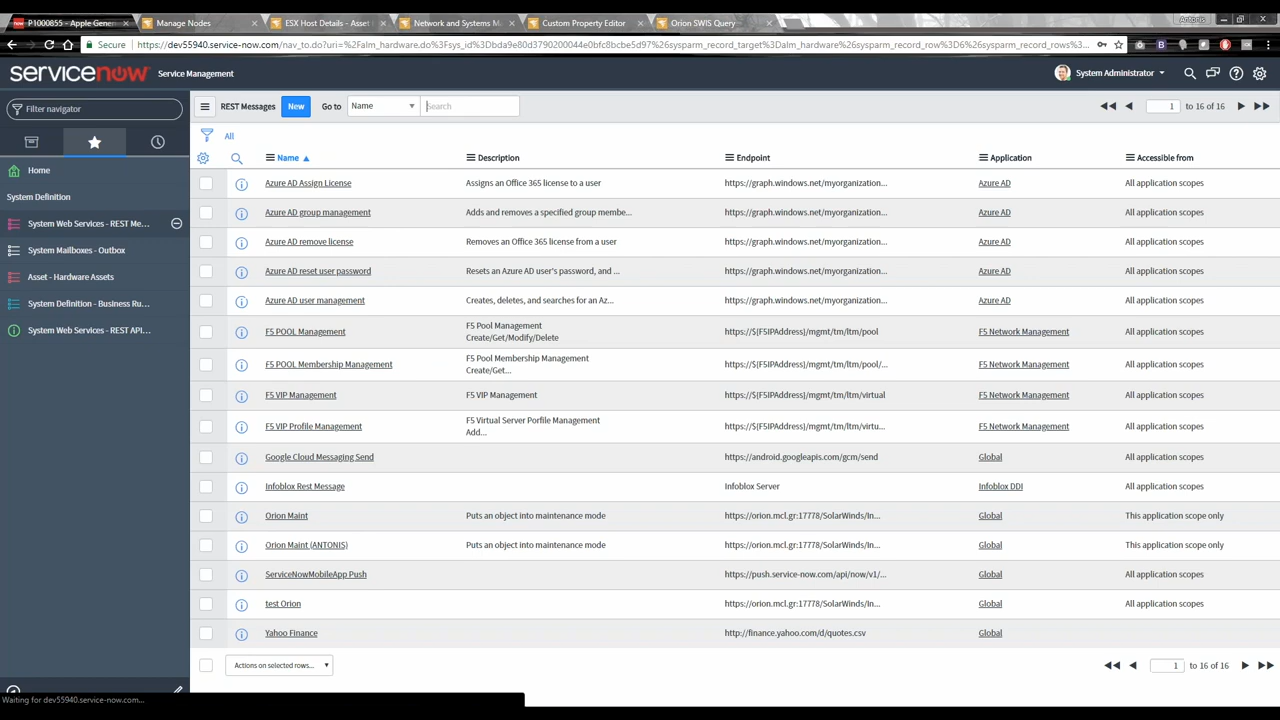 P1000855 - Apple Gener
Manage Nodes
ESX Host Details - Asset I
Network and Systems M
Custom Property Editor
Orion SWIS Query
Antonis
Secure
https://dev55940.service-now.com/nav_to.do?uri=%2Falm_hardware.do%3Fsys_id%3Dbda9e80d3790200044e0bfc8bcbe5d97%26sysparm_record_target%3Dalm_hardware%26sysparm_record_row%3D6%26sysparm_record_rows%...
servicenow Service Management
System Administrator
Filter navigator
REST Messages New Go to Name Search
1 to 16 of 16
All
Name Description Endpoint Application Accessible from
Home
System Definition
System Web Services - REST Me...
System Mailboxes - Outbox
Asset - Hardware Assets
System Definition - Business Ru...
System Web Services - REST API...
Azure AD Assign License Assigns an Office 365 license to a user https://graph.windows.net/myorganization... Azure AD All application scopes
Azure AD group management Adds and removes a specified group membe... https://graph.windows.net/myorganization... Azure AD All application scopes
Azure AD remove license Removes an Office 365 license from a user https://graph.windows.net/myorganization... Azure AD All application scopes
Azure AD reset user password Resets an Azure AD user's password, and ... https://graph.windows.net/myorganization... Azure AD All application scopes
Azure AD user management Creates, deletes, and searches for an Az... https://graph.windows.net/myorganization... Azure AD All application scopes
F5 POOL Management F5 Pool Management https://${F5IPAddress}/mgmt/tm/ltm/pool F5 Network Management All application scopes
Create/Get/Modify/Delete
F5 POOL Membership Management F5 Pool Membership Management https://${F5IPAddress}/mgmt/tm/ltm/pool/... F5 Network Management All application scopes
Create/Get...
F5 VIP Management F5 VIP Management https://${F5IPAddress}/mgmt/tm/ltm/virtual F5 Network Management All application scopes
F5 VIP Profile Management F5 Virtual Server Porfile Management https://${F5IPAddress}/mgmt/tm/ltm/virtu... F5 Network Management All application scopes
Add...
Google Cloud Messaging Send https://android.googleapis.com/gcm/send Global All application scopes
Infoblox Rest Message Infoblox Server Infoblox DDI All application scopes
Orion Maint Puts an object into maintenance mode https://orion.mcl.gr:17778/SolarWinds/In... Global This application scope only
Orion Maint (ANTONIS) Puts an object into maintenance mode https://orion.mcl.gr:17778/SolarWinds/In... Global This application scope only
ServiceNowMobileApp Push https://push.service-now.com/api/now/v1/... Global All application scopes
test Orion https://orion.mcl.gr:17778/SolarWinds/In... Global All application scopes
Yahoo Finance http://finance.yahoo.com/d/quotes.csv Global
Actions on selected rows...
1 to 16 of 16
Waiting for dev55940.service-now.com...